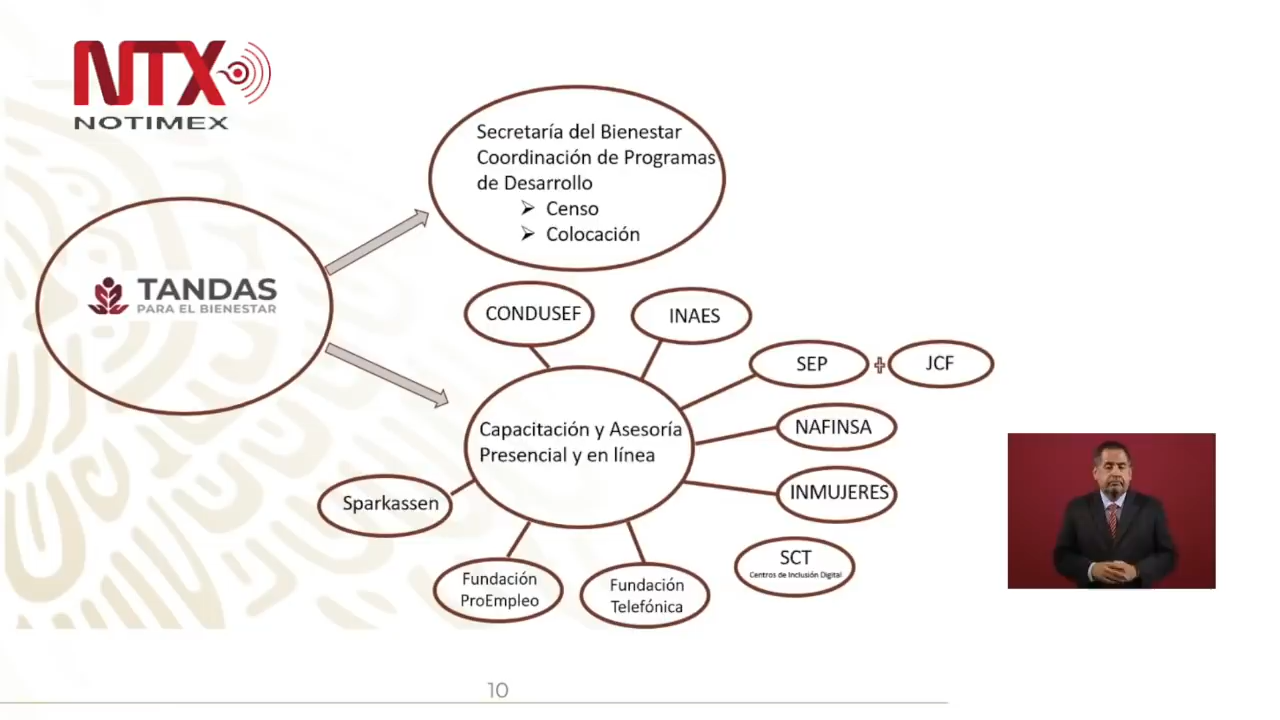 NTX
NOTIMEX
Secretaría del Bienestar
Coordinación de Programas
de Desarrollo
Censo
Colocación
TANDAS
PARA EL BIENESTAR
CONDUSEF
INAES
SEP
JCF
Capacitación y Asesoría
Presencial y en línea
NAFINSA
INMUJERES
Sparkassen
SCT
Centros de Inclusión Digital.
Fundación
ProEmpleo
Fundación
Telefónica
10